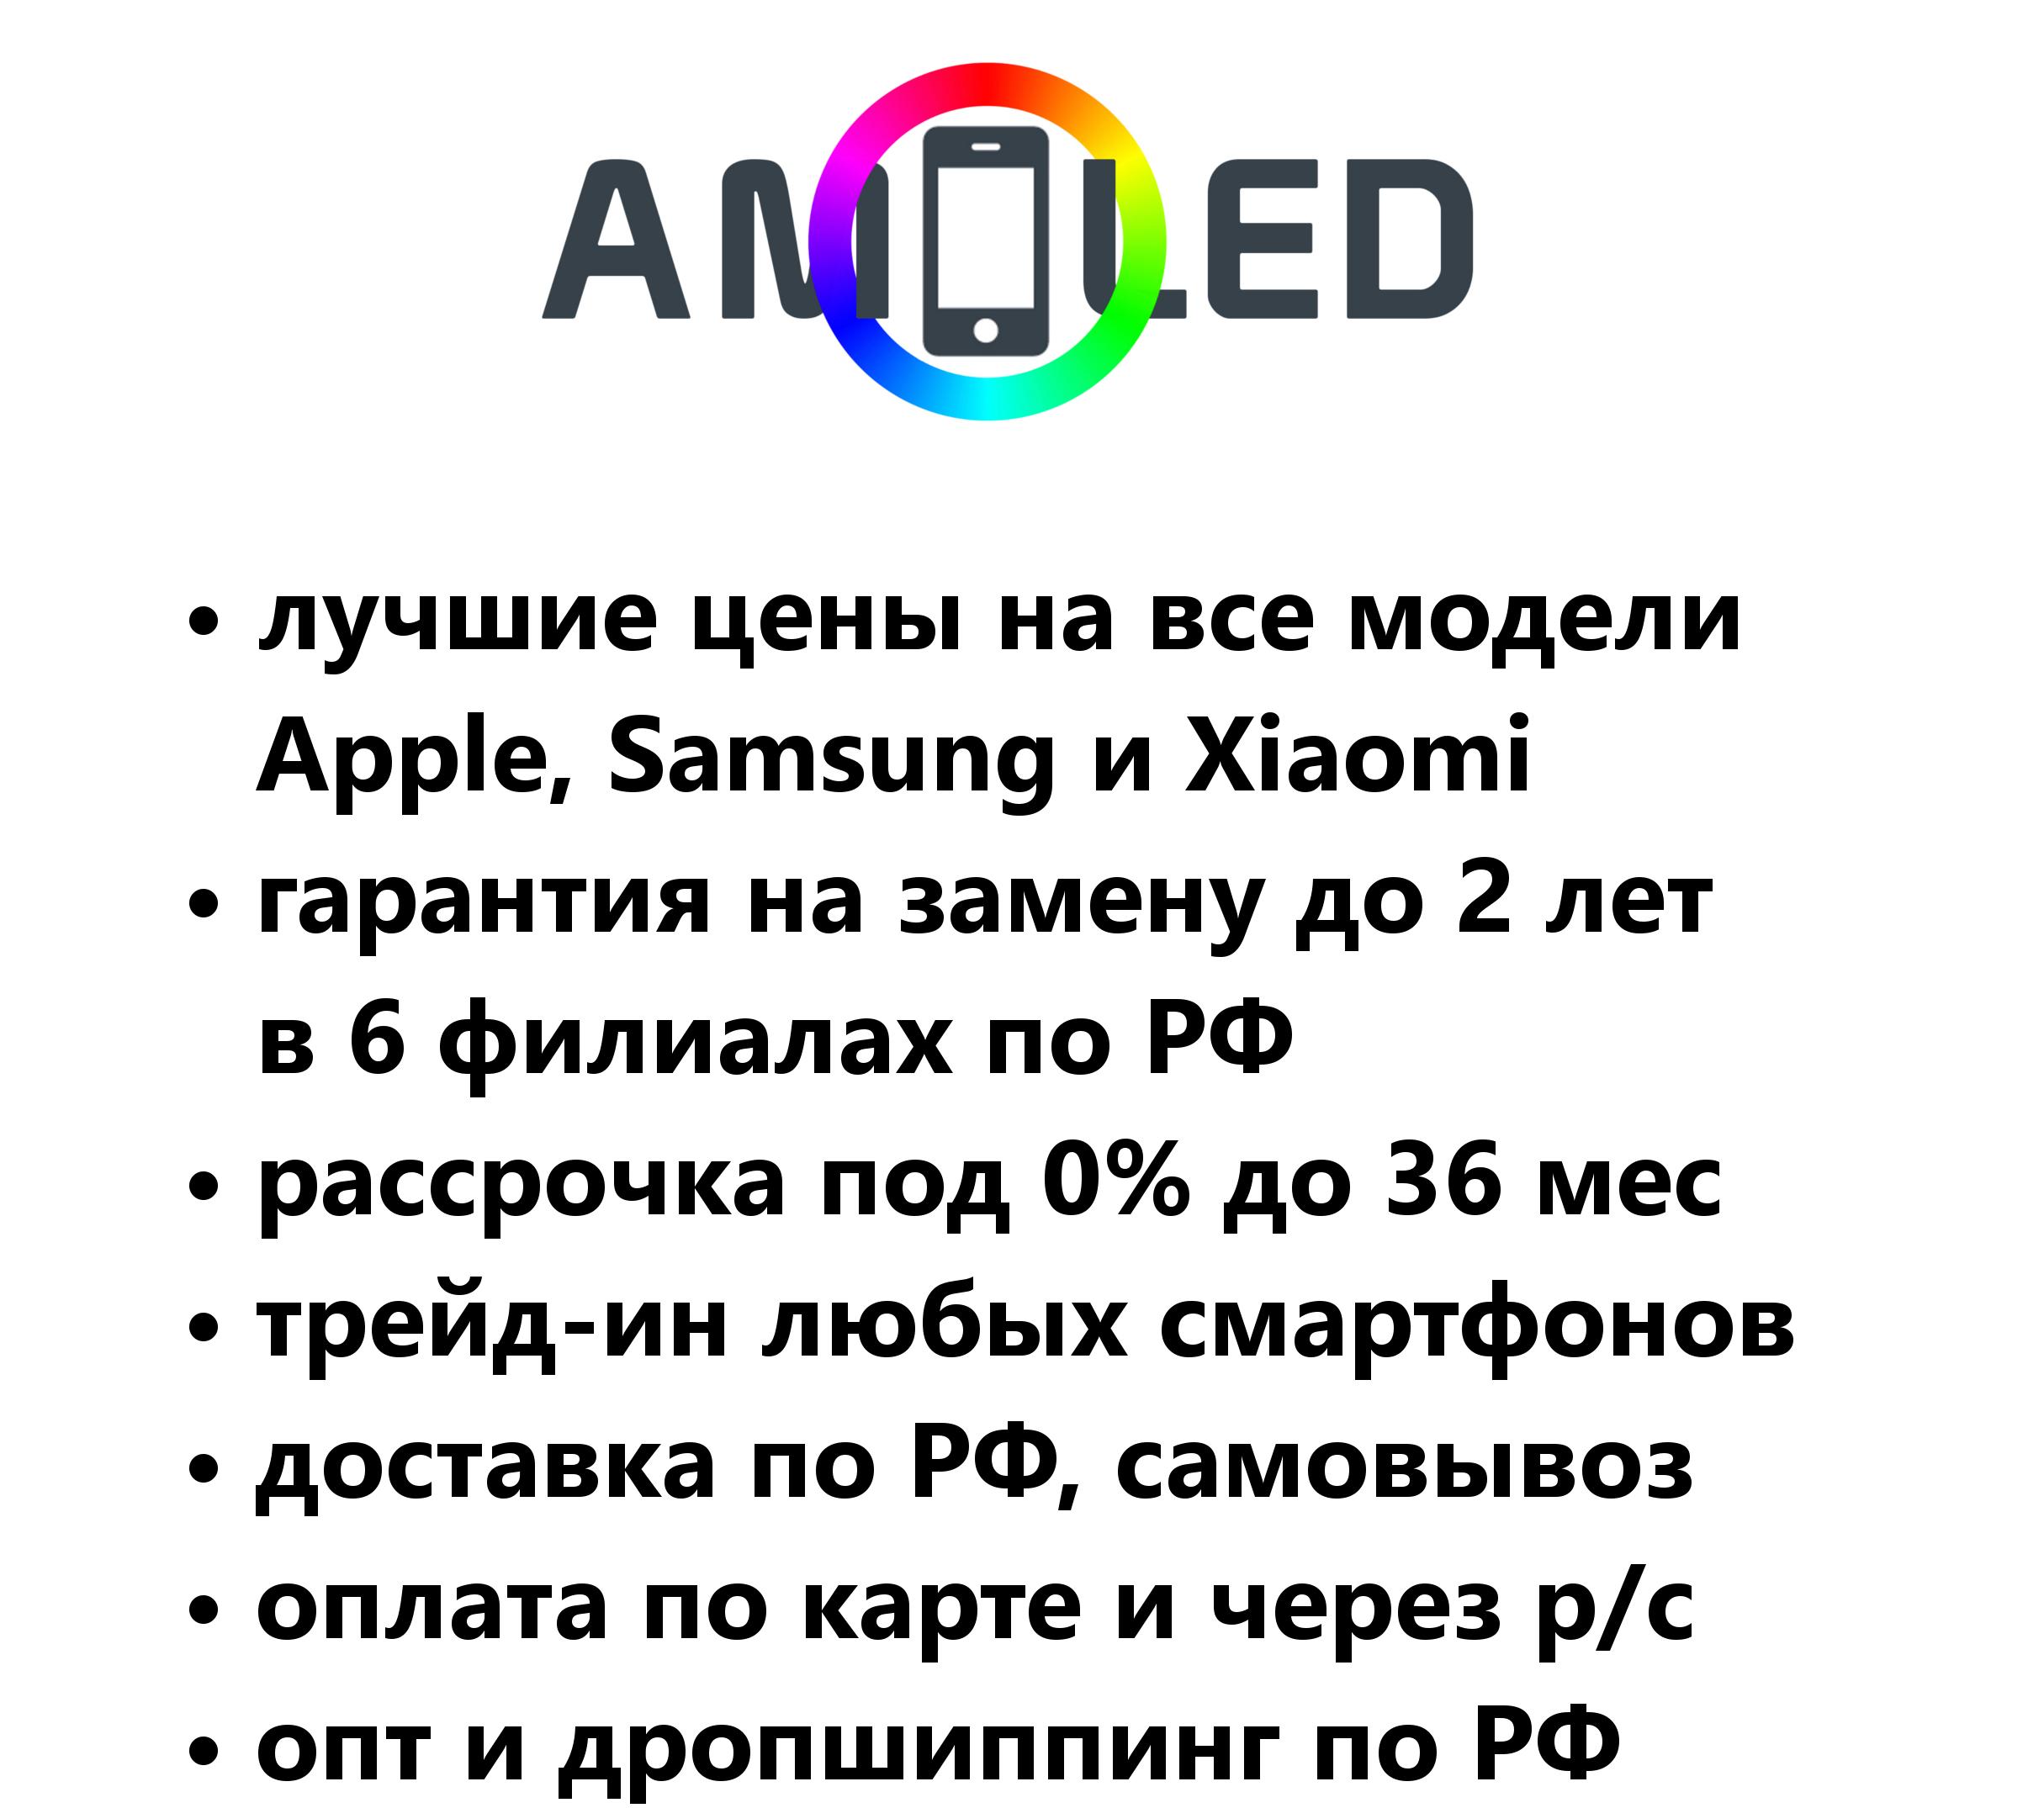 AMOLED
• лучшие цены на все модели
Apple, Samsung и Xiaomi
• гарантия на замену до 2 лет
в 6 филиалах по РФ
• рассрочка под 0% до 36 мес
• трейд-ин любых смартфонов
• доставка по РФ, самовывоз
• оплата по карте и через р/с
• опт и дропшиппинг по РФ